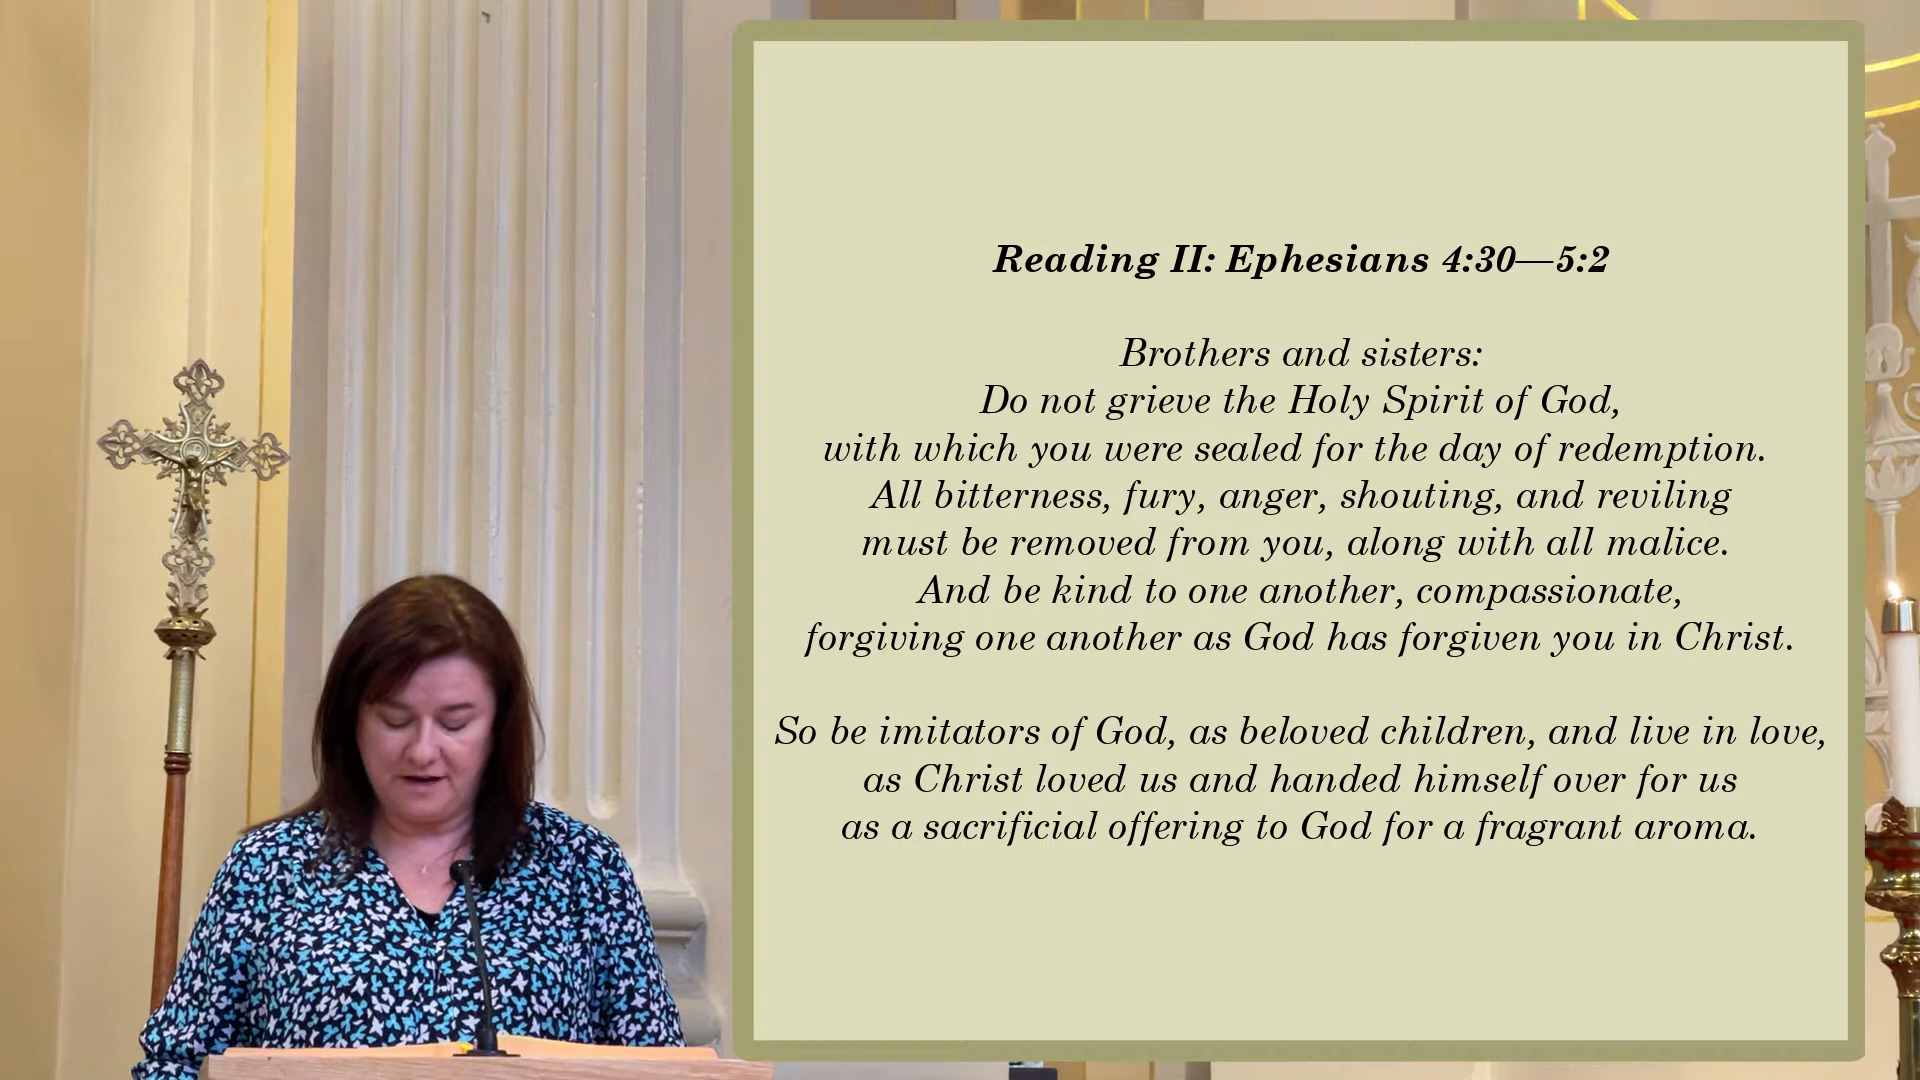 Reading II: Ephesians 4:30—5:2
Brothers and sisters:
Do not grieve the Holy Spirit of God,
with which you were sealed for the day of redemption.
All bitterness, fury, anger, shouting, and reviling
must be removed from you, along with all malice.
And be kind to one another, compassionate,
forgiving one another as God has forgiven you in Christ.
So be imitators of God, as beloved children, and live in love,
as Christ loved us and handed himself over for us
as a sacrificial offering to God for a fragrant aroma.